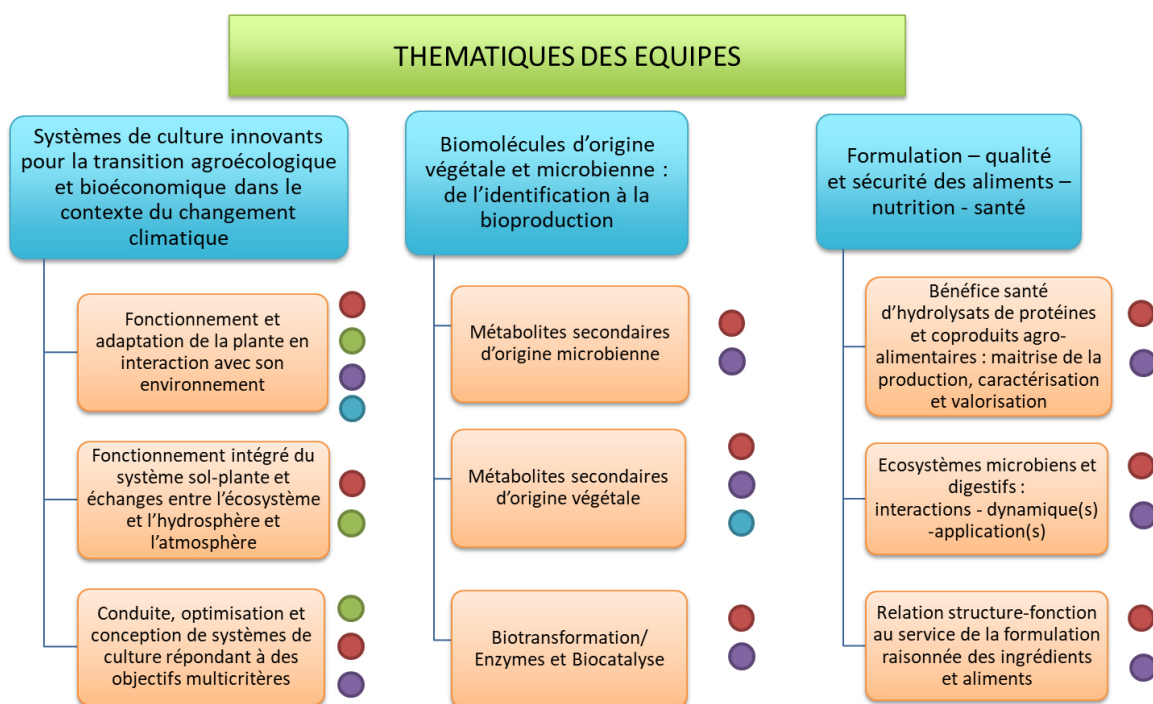 THEMATIQUES DES EQUIPES
Systèmes de culture innovants
pour la transition agroécologique
et bioéconomique dans le
contexte du changement
climatique
Fonctionnement et
adaptation de la plante en
interaction avec son
environnement
Fonctionnement intégré du
système sol-plante et
échanges entre l'écosystème
et l'hydrosphère et
l'atmosphère
Conduite, optimisation et
conception de systèmes de
culture répondant à des
objectifs multicritères
Biomolécules d'origine
végétale et microbienne :
de l'identification à la
bioproduction
Métabolites secondaires
d'origine microbienne
Métabolites secondaires
d'origine végétale
Biotransformation/
Enzymes et Biocatalyse
Formulation – qualité
et sécurité des aliments –
nutrition - santé
Bénéfice santé
d'hydrolysats de protéines
et coproduits agro-
alimentaires : maitrise de la
production, caractérisation
et valorisation
Ecosystèmes microbiens et
digestifs :
interactions - dynamique(s)
-application(s)
Relation structure-fonction
au service de la formulation
raisonnée des ingrédients
et aliments